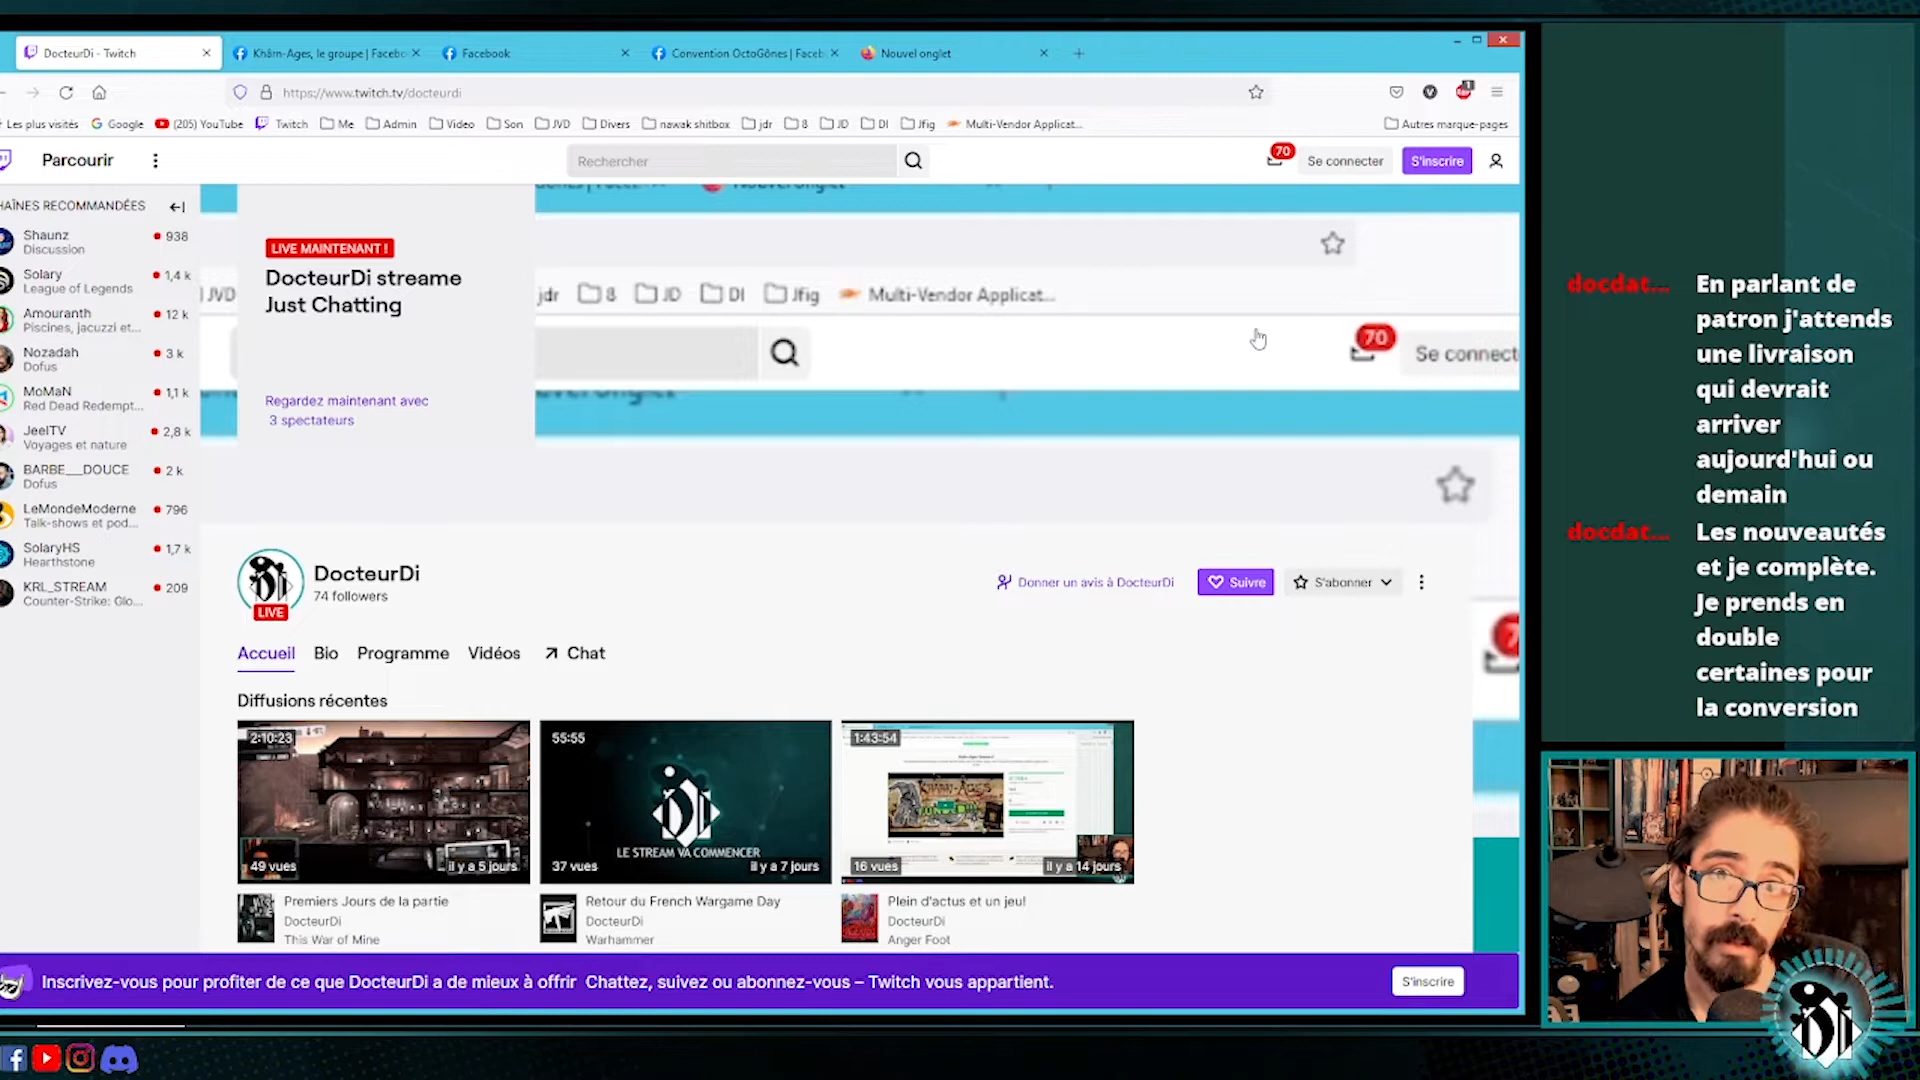 DocteurDi - Twitch
Khârn-Ages, le groupe | Facebo
Facebook
Convention OctoGônes | Faceb
Nouvel onglet
https://www.twitch.tv/docteurdi
Les plus visités
Google
(205) YouTube
Twitch
Me
Admin
Video
Son
JVD
Divers
nawak shitbox
jdr
8
JD
DI
Jfig
Multi-Vendor Applicat...
Autres marque-pages
Parcourir
Rechercher
70
Se connecter
S'inscrire
HAÎNES RECOMMANDÉES
Shaunz
938
Discussion
Solary
1,4 k
League of Legends
Amouranth
12 k
Piscines, jacuzzi et...
Nozadah
3 k
Dofus
MoMaN
1,1 k
Red Dead Redempt...
JeelTV
2,8 k
Voyages et nature
BARBE___DOUCE
2 k
Dofus
LeMondeModerne
796
Talk-shows et pod...
SolaryHS
1,7 k
Hearthstone
KRL_STREAM
209
Counter-Strike: Glo...
LIVE MAINTENANT !
DocteurDi streame
Just Chatting
Regardez maintenant avec
3 spectateurs
JVD
jdr
8
JD
DI
Jfig
Multi-Vendor Applicat...
70
Se connect
DocteurDi
74 followers
LIVE
Donner un avis à DocteurDi
Suivre
S'abonner
Accueil
Bio
Programme
Vidéos
Chat
Diffusions récentes
2:10:23
49 vues
il y a 5 jours
Premiers Jours de la partie
DocteurDi
This War of Mine
55:55
LE STREAM VA COMMENCER
37 vues
il y a 7 jours
Retour du French Wargame Day
DocteurDi
Warhammer
1:43:54
16 vues
il y a 14 jours
Plein d'actus et un jeu!
DocteurDi
Anger Foot
Inscrivez-vous pour profiter de ce que DocteurDi a de mieux à offrir Chattez, suivez ou abonnez-vous – Twitch vous appartient.
S'inscrire
docdat...
En parlant de
patron j'attends
une livraison
qui devrait
arriver
aujourd'hui ou
demain
docdat...
Les nouveautés
et je complète.
Je prends en
double
certaines pour
la conversion